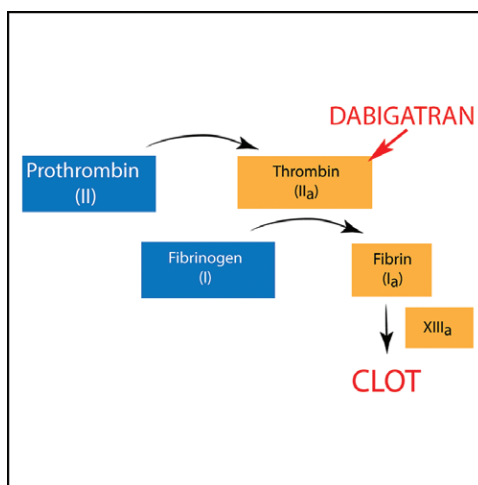 DABIGATRAN
Prothrombin
(II)
Thrombin
(IIa)
Fibrinogen
(I)
Fibrin
(Ia)
XIIIa
CLOT